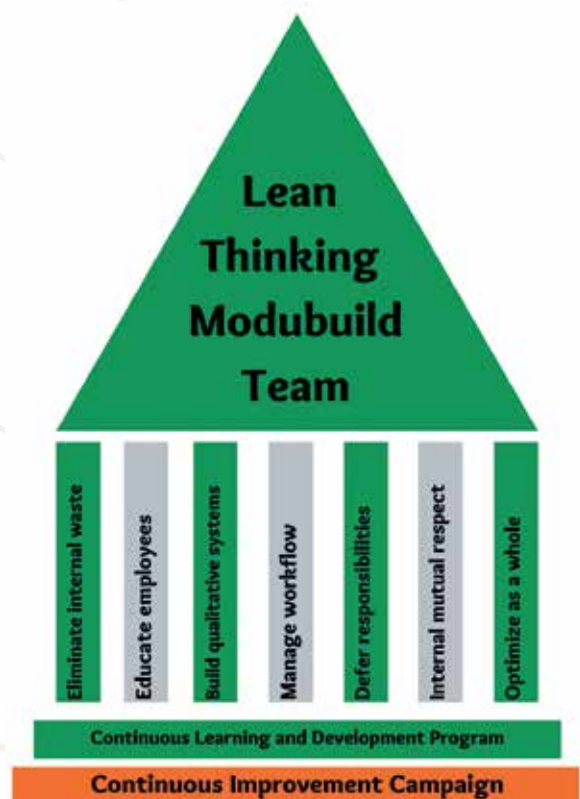 Lean
Thinking
Modubuild
Team
Eliminate internal waste
Educate employees
Build qualitative systems
Manage workflow
Defer responsibilities
Internal mutual respect
Optimize as a whole
Continuous Learning and Development Program
Continuous Improvement Campaign